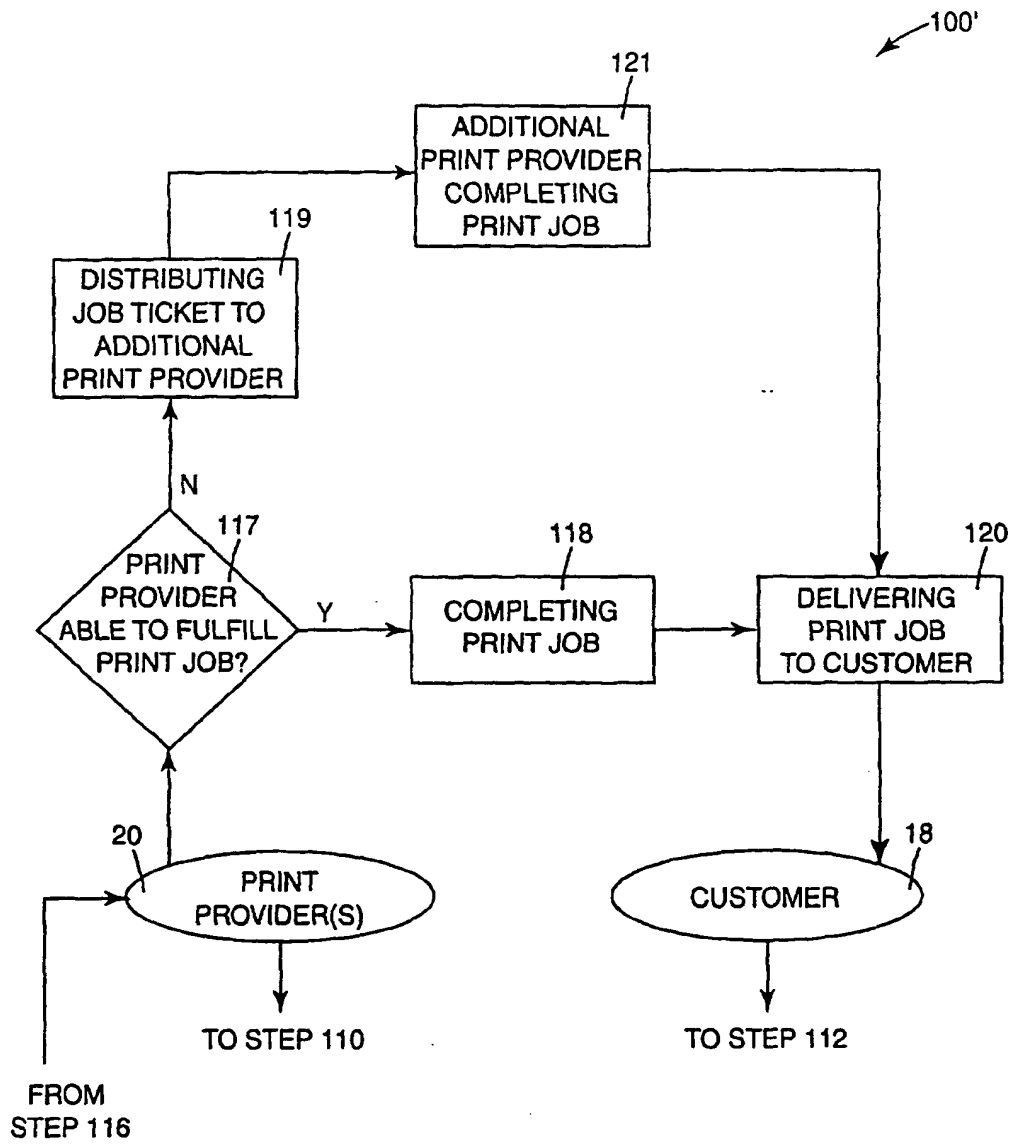 100'
121
ADDITIONAL
PRINT PROVIDER
COMPLETING
PRINT JOB
119
DISTRIBUTING
JOB TICKET TO
ADDITIONAL
PRINT PROVIDER
N
117
PRINT
PROVIDER
ABLE TO FULFILL
PRINT JOB?
Y
118
COMPLETING
PRINT JOB
120
DELIVERING
PRINT JOB
TO CUSTOMER
20
PRINT
PROVIDER(S)
18
CUSTOMER
TO STEP 110
TO STEP 112
FROM
STEP 116